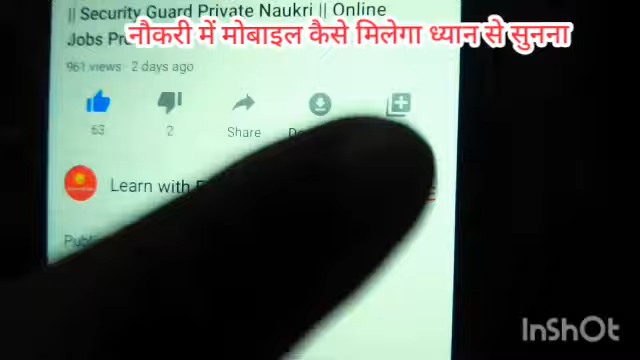 || Security Guard Private Naukri || Online
Jobs
नौकरी में मोबाइल कैसे मिलेगा ध्यान से सुनना
961 views · 2 days ago
63
2
Share
Learn with
InShOt